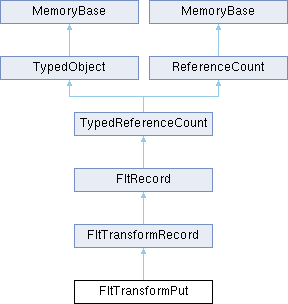 MemoryBase MemoryBase
TypedObject ReferenceCount
TypedReferenceCount
FltRecord
FltTransformRecord
FltTransformPut